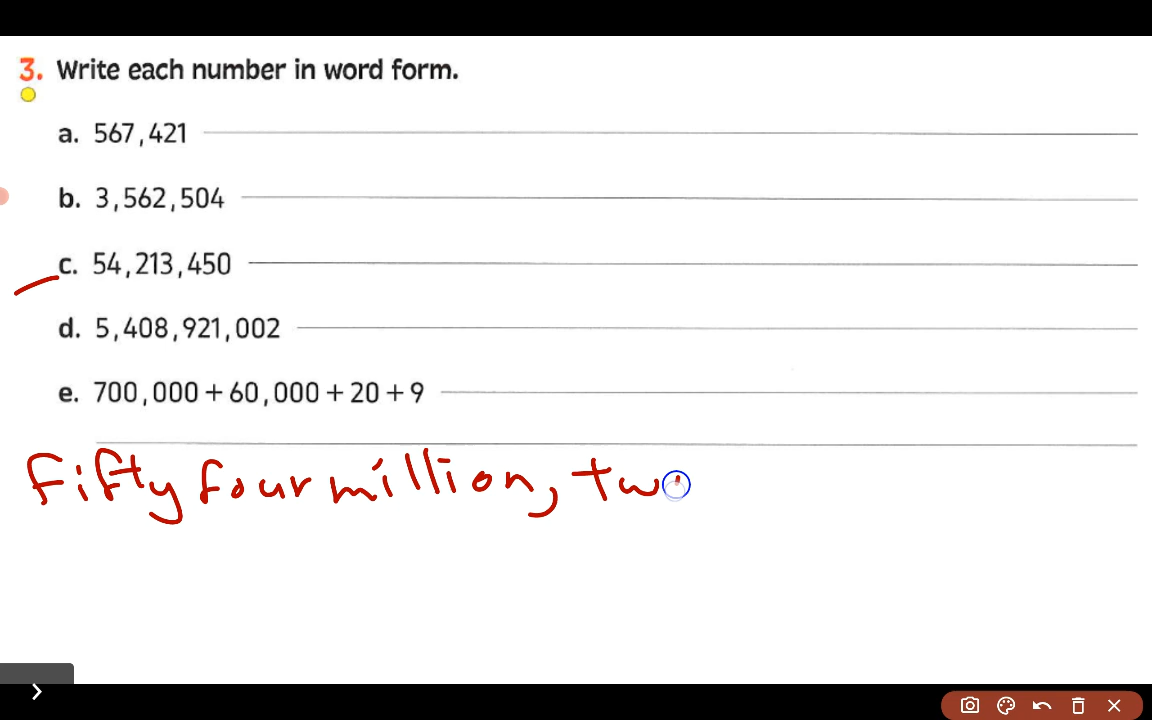 3. Write each number in word form.
a. 567,421
b. 3,562,504
c. 54,213,450
d. 5,408,921,002
e. 700,000 + 60,000 + 20 + 9
fifty four million, two